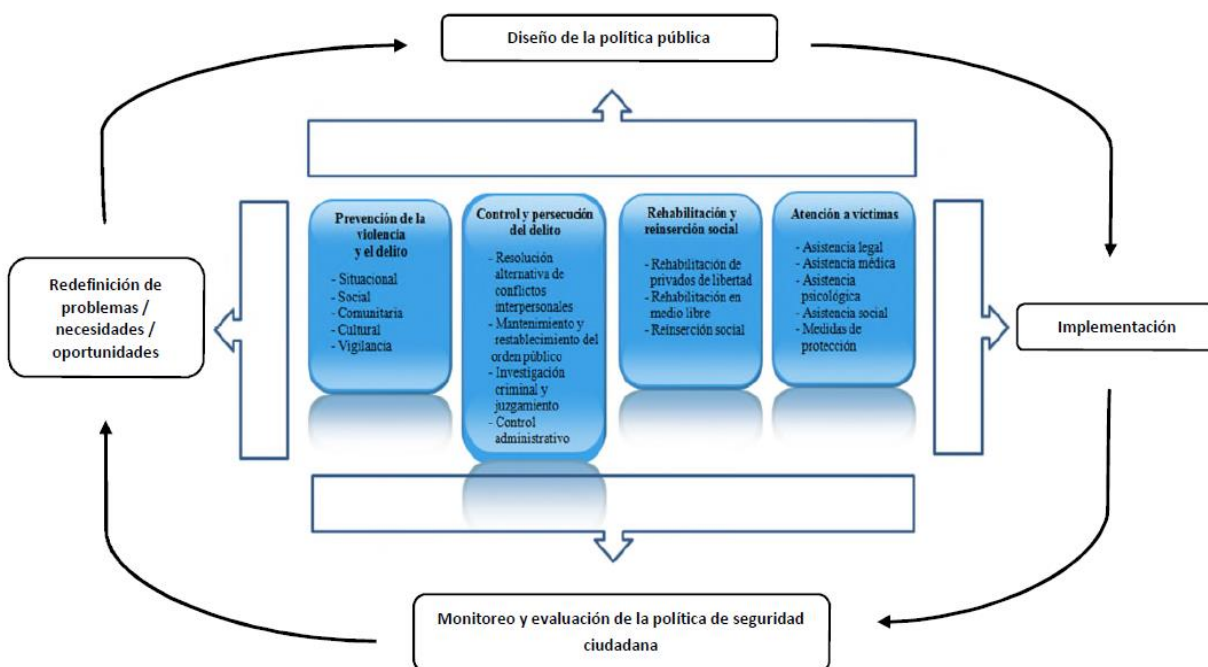 Diseño de la política pública
Prevención de la
violencia
y el delito
- Situacional
- Social
- Comunitaria
- Cultural
- Vigilancia
Control y persecución
del delito
- Resolución
alternativa de
conflictos
interpersonales
- Mantenimiento y
restablecimiento del
orden público
- Investigación
criminal y
juzgamiento
- Control
administrativo
Rehabilitación y
reinserción social
- Rehabilitación de
privados de libertad
- Rehabilitación en
medio libre
- Reinserción social
Atención a víctimas
- Asistencia legal
- Asistencia médica
- Asistencia
psicológica
- Asistencia social
- Medidas de
protección
Redefinición de
problemas /
necesidades /
oportunidades
Implementación
Monitoreo y evaluación de la política de seguridad
ciudadana